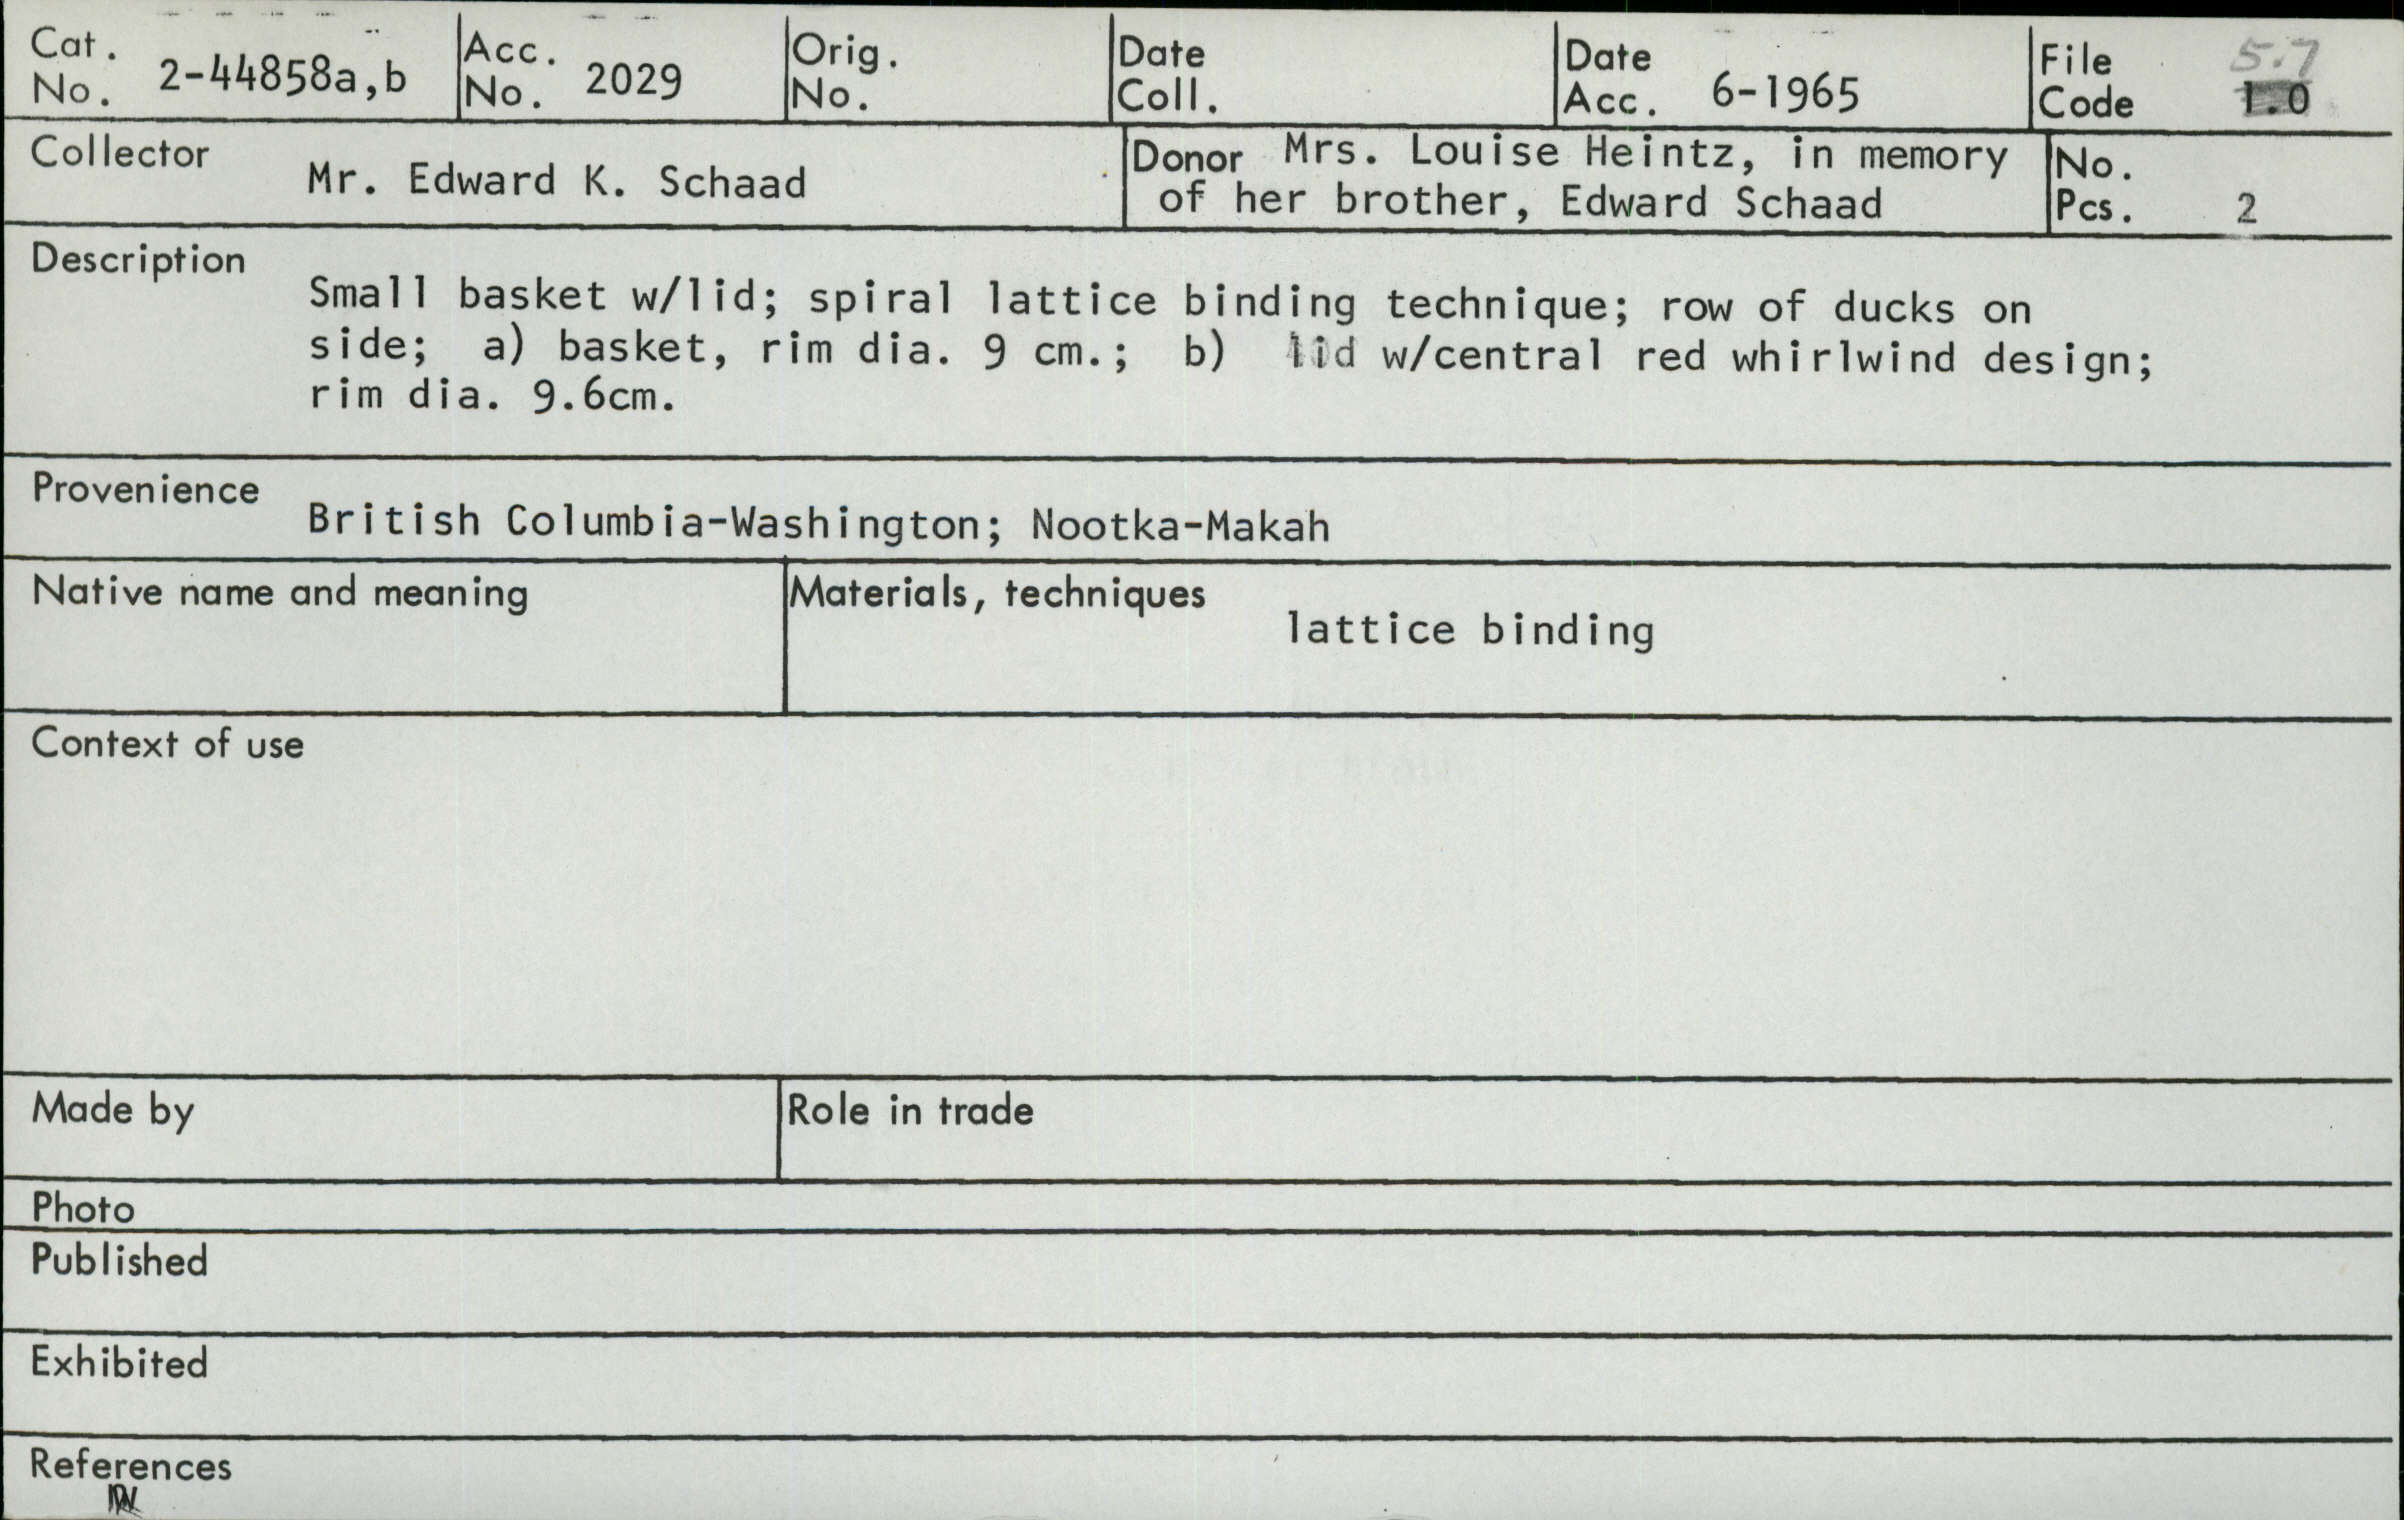 Cat. No. 2-44858a,b
Acc. No. 2029
Orig. No.
Date Coll.
Date Acc. 6-1965
File Code 5.7 1.0
Collector Mr. Edward K. Schaad
Donor Mrs. Louise Heintz, in memory
of her brother, Edward Schaad
No. Pcs. 2
Description
Small basket w/lid; spiral lattice binding technique; row of ducks on
side; a) basket, rim dia. 9 cm.; b) lid w/central red whirlwind design;
rim dia. 9.6cm.
Provenience
British Columbia-Washington; Nootka-Makah
Native name and meaning
Materials, techniques
lattice binding
Context of use
Made by
Role in trade
Photo
Published
Exhibited
References